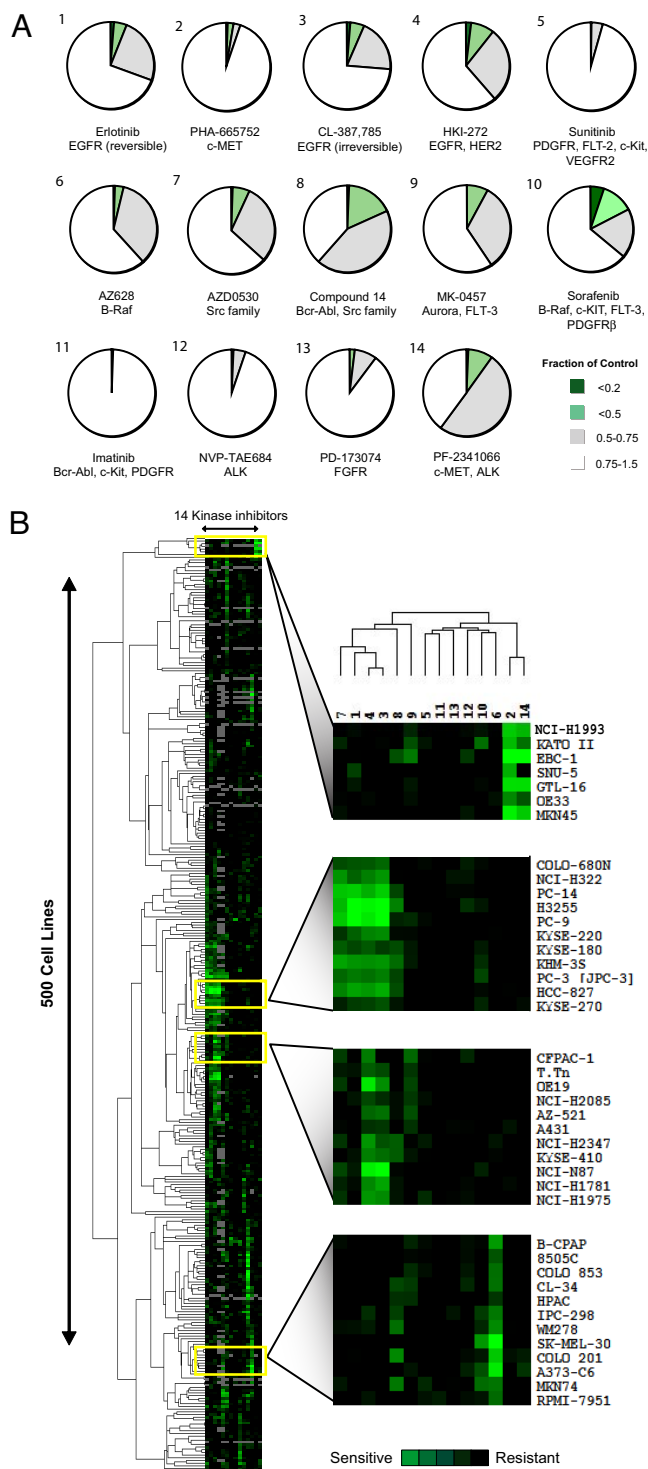 A
1
2
3
4
5
Erlotinib
EGFR (reversible)
PHA-665752
c-MET
CL-387,785
EGFR (irreversible)
HKI-272
EGFR, HER2
Sunitinib
PDGFR, FLT-2, c-Kit,
VEGFR2
6
7
8
9
10
AZ628
B-Raf
AZD0530
Src family
Compound 14
Bcr-Abl, Src family
MK-0457
Aurora, FLT-3
Sorafenib
B-Raf, c-KIT, FLT-3,
PDGFRβ
11
12
13
14
Imatinib
Bcr-Abl, c-Kit, PDGFR
NVP-TAE684
ALK
PD-173074
FGFR
PF-2341066
c-MET, ALK
Fraction of Control
<0.2
<0.5
0.5-0.75
0.75-1.5
B
14 Kinase inhibitors
500 Cell Lines
7 1 4 3 8 9 5 11 13 12 10 6 2 14
NCI-H1993
KATO II
EBC-1
SNU-5
GTL-16
OE33
MKN45
COLO-680N
NCI-H322
PC-14
H3255
PC-9
KYSE-220
KYSE-180
KHM-3S
PC-3 [JPC-3]
HCC-827
KYSE-270
CFPAC-1
T.Tn
OE19
NCI-H2085
AZ-521
A431
NCI-H2347
KYSE-410
NCI-N87
NCI-H1781
NCI-H1975
B-CPAP
8505C
COLO 853
CL-34
HPAC
IPC-298
WM278
SK-MEL-30
COLO 201
A373-C6
MKN74
RPMI-7951
Sensitive
Resistant